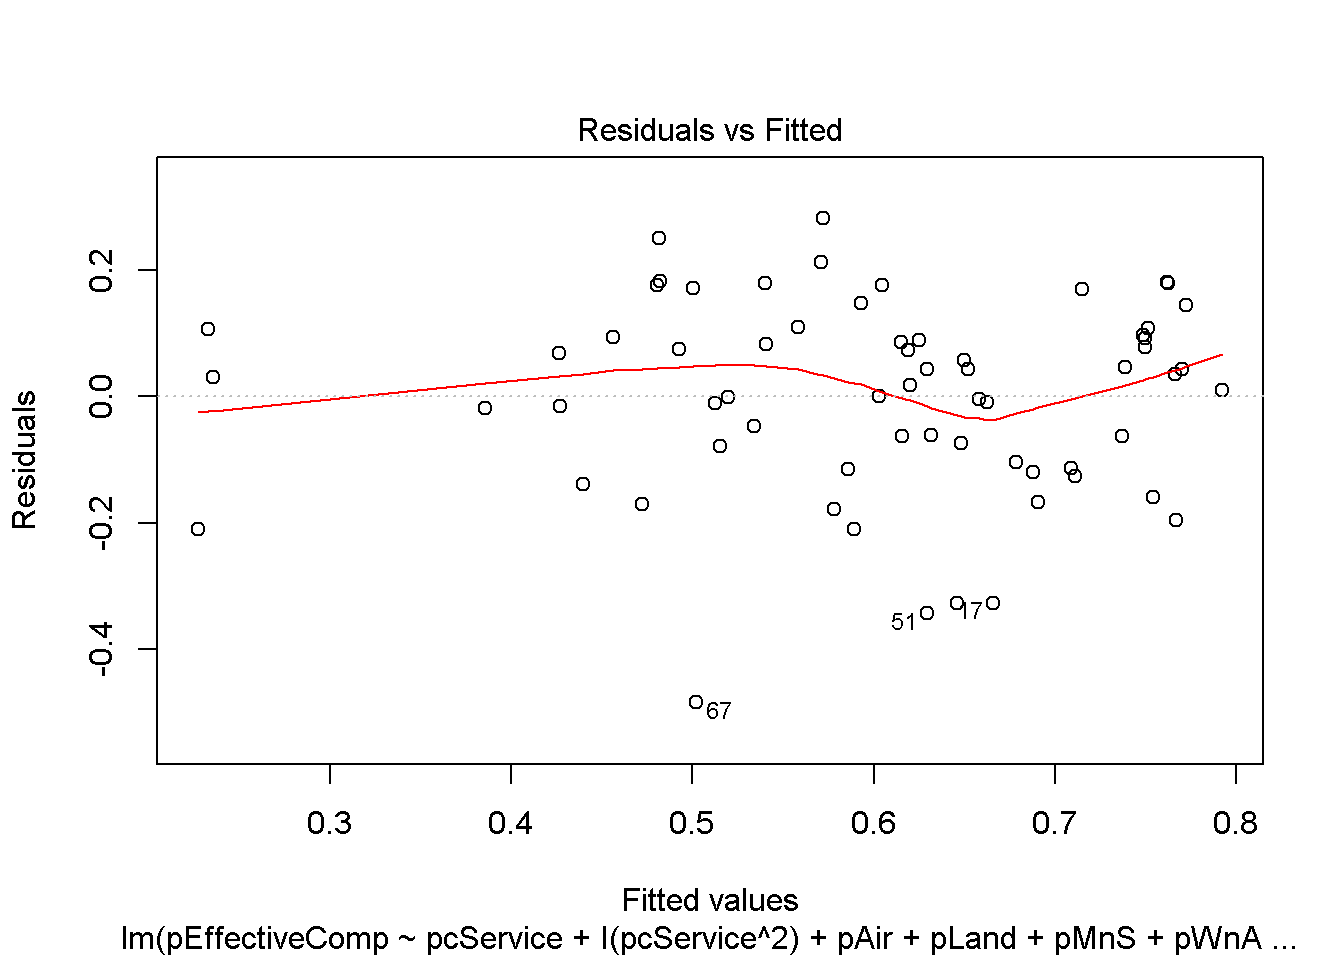 Residuals vs Fitted
Residuals
0.2
0.0
-0.2
-0.4
51
17
67
0.3 0.4 0.5 0.6 0.7 0.8
Fitted values
lm(pEffectiveComp ~ pcService + I(pcService^2) + pAir + pLand + pMnS + pWnA ...